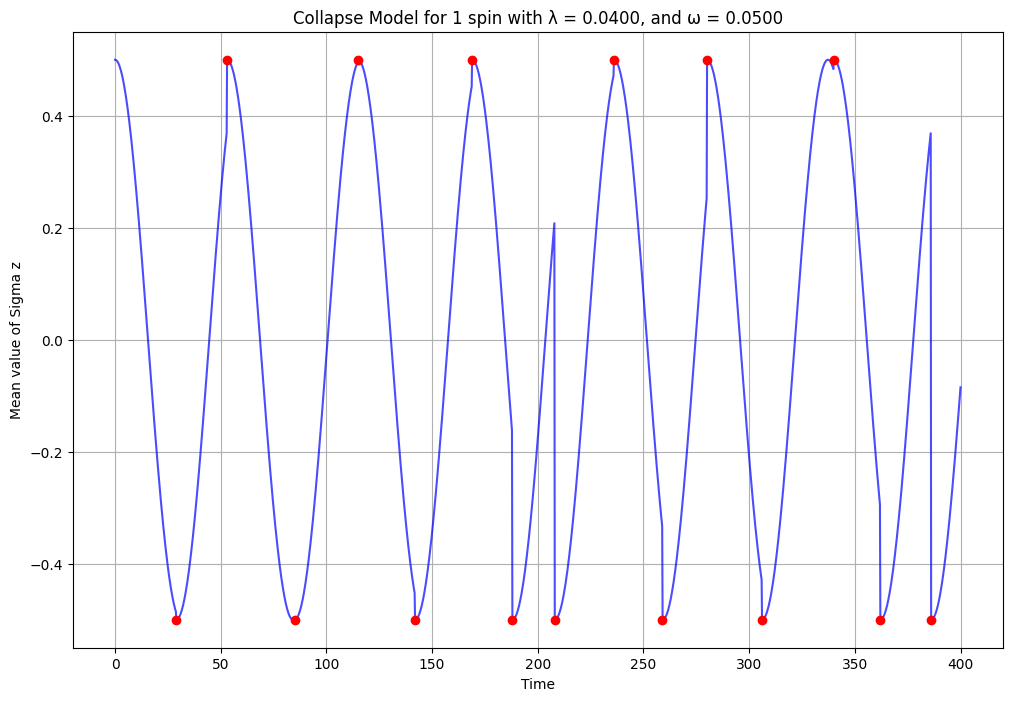 Collapse Model for 1 spin with λ = 0.0400, and ω = 0.0500
Mean value of Sigma z
0.4
0.2
0.0
−0.2
−0.4
0 50 100 150 200 250 300 350 400
Time